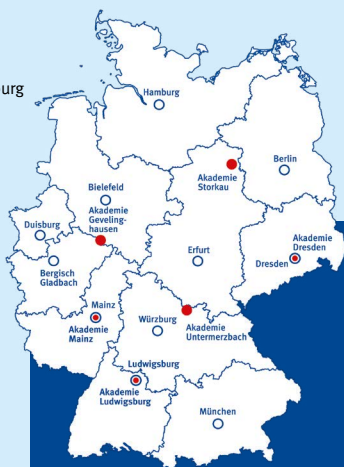 urg
Hamburg
Berlin
Akademie
Storkau
Bielefeld
Akademie
Geveling-
hausen
Duisburg
Bergisch
Gladbach
Erfurt
Akademie
Dresden
Dresden
Mainz
Akademie
Mainz
Würzburg
Akademie
Untermerzbach
Ludwigsburg
Akademie
Ludwigsburg
München